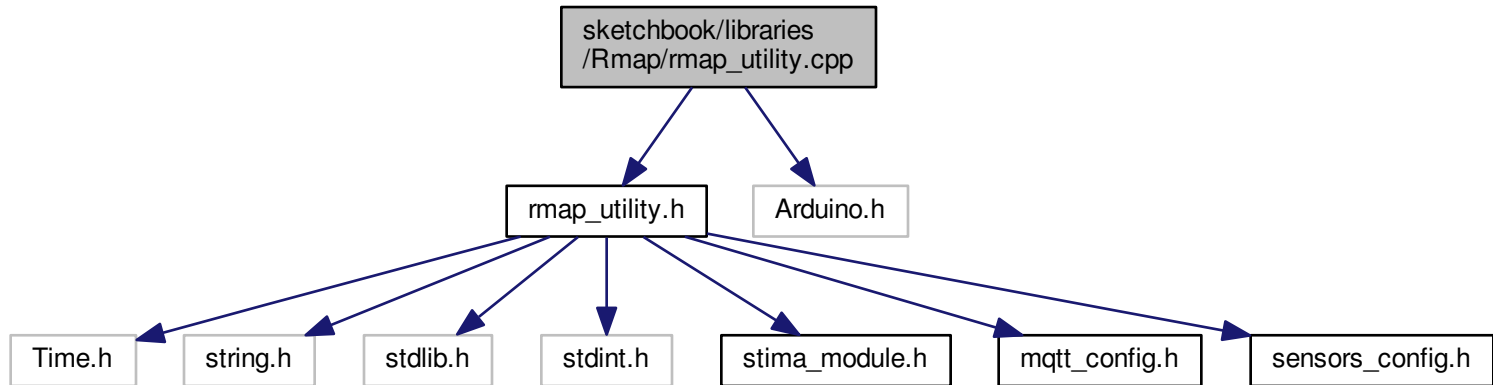 sketchbook/libraries
/Rmap/rmap_utility.cpp
rmap_utility.h
Arduino.h
Time.h
string.h
stdlib.h
stdint.h
stima_module.h
mqtt_config.h
sensors_config.h